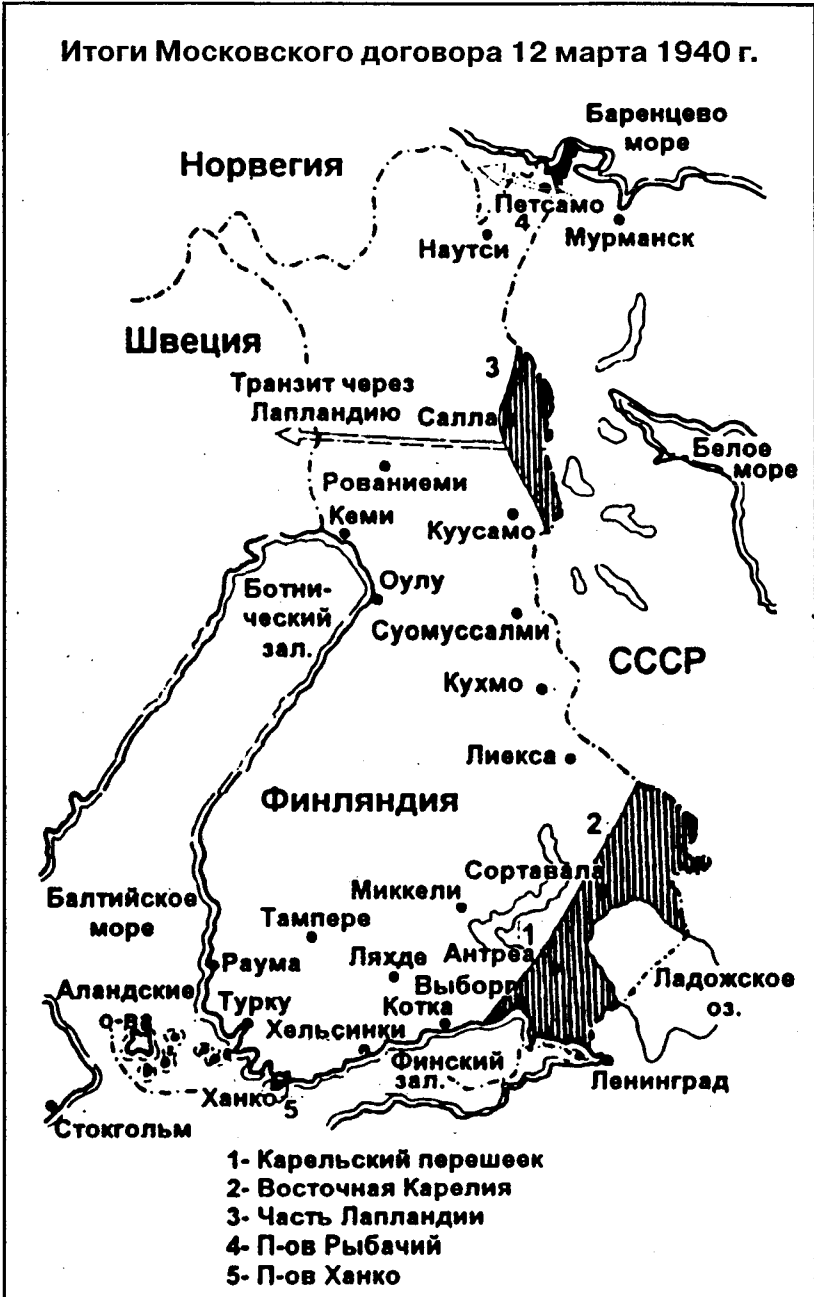 Итоги Московского договора 12 марта 1940 г.
Баренцево
море
Норвегия
Петсамо
4
Наутси
Мурманск
Швеция
3
Транзит через
Лапландию
Салла
Белое
море
Рованиеми
Кеми
Куусамо
Ботни-
ческий
зал.
Оулу
Суомуссалми
СССР
Кухмо
Лиекса
Финляндия
2
Сортавала
Миккели
Балтийское
море
Тампере
1
Антреа
Ляхде
Раума
Выборг
Ладожское
оз.
Аландские
о-ва
Турку
Котка
Хельсинки
Финский
зал.
Ленинград
Ханко
5
Стокгольм
1- Карельский перешеек
2- Восточная Карелия
3- Часть Лапландии
4- П-ов Рыбачий
5- П-ов Ханко